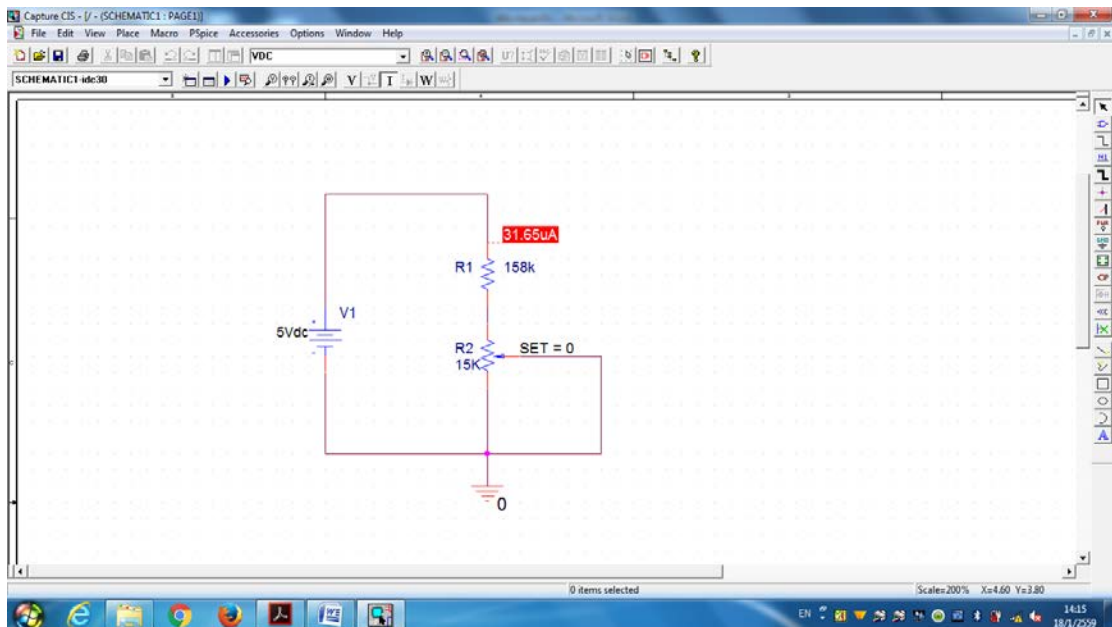 Capture CIS - [/ - (SCHEMATIC1 : PAGE1)]
File Edit View Place Macro PSpice Accessories Options Window Help
VDC
SCHEMATIC1-idc30
V I W
31.65uA
R1 158k
V1
5Vdc
R2 SET = 0
15K
0
0 items selected
Scale=200% X=4.60 Y=3.80
EN
14:15
18/1/2559